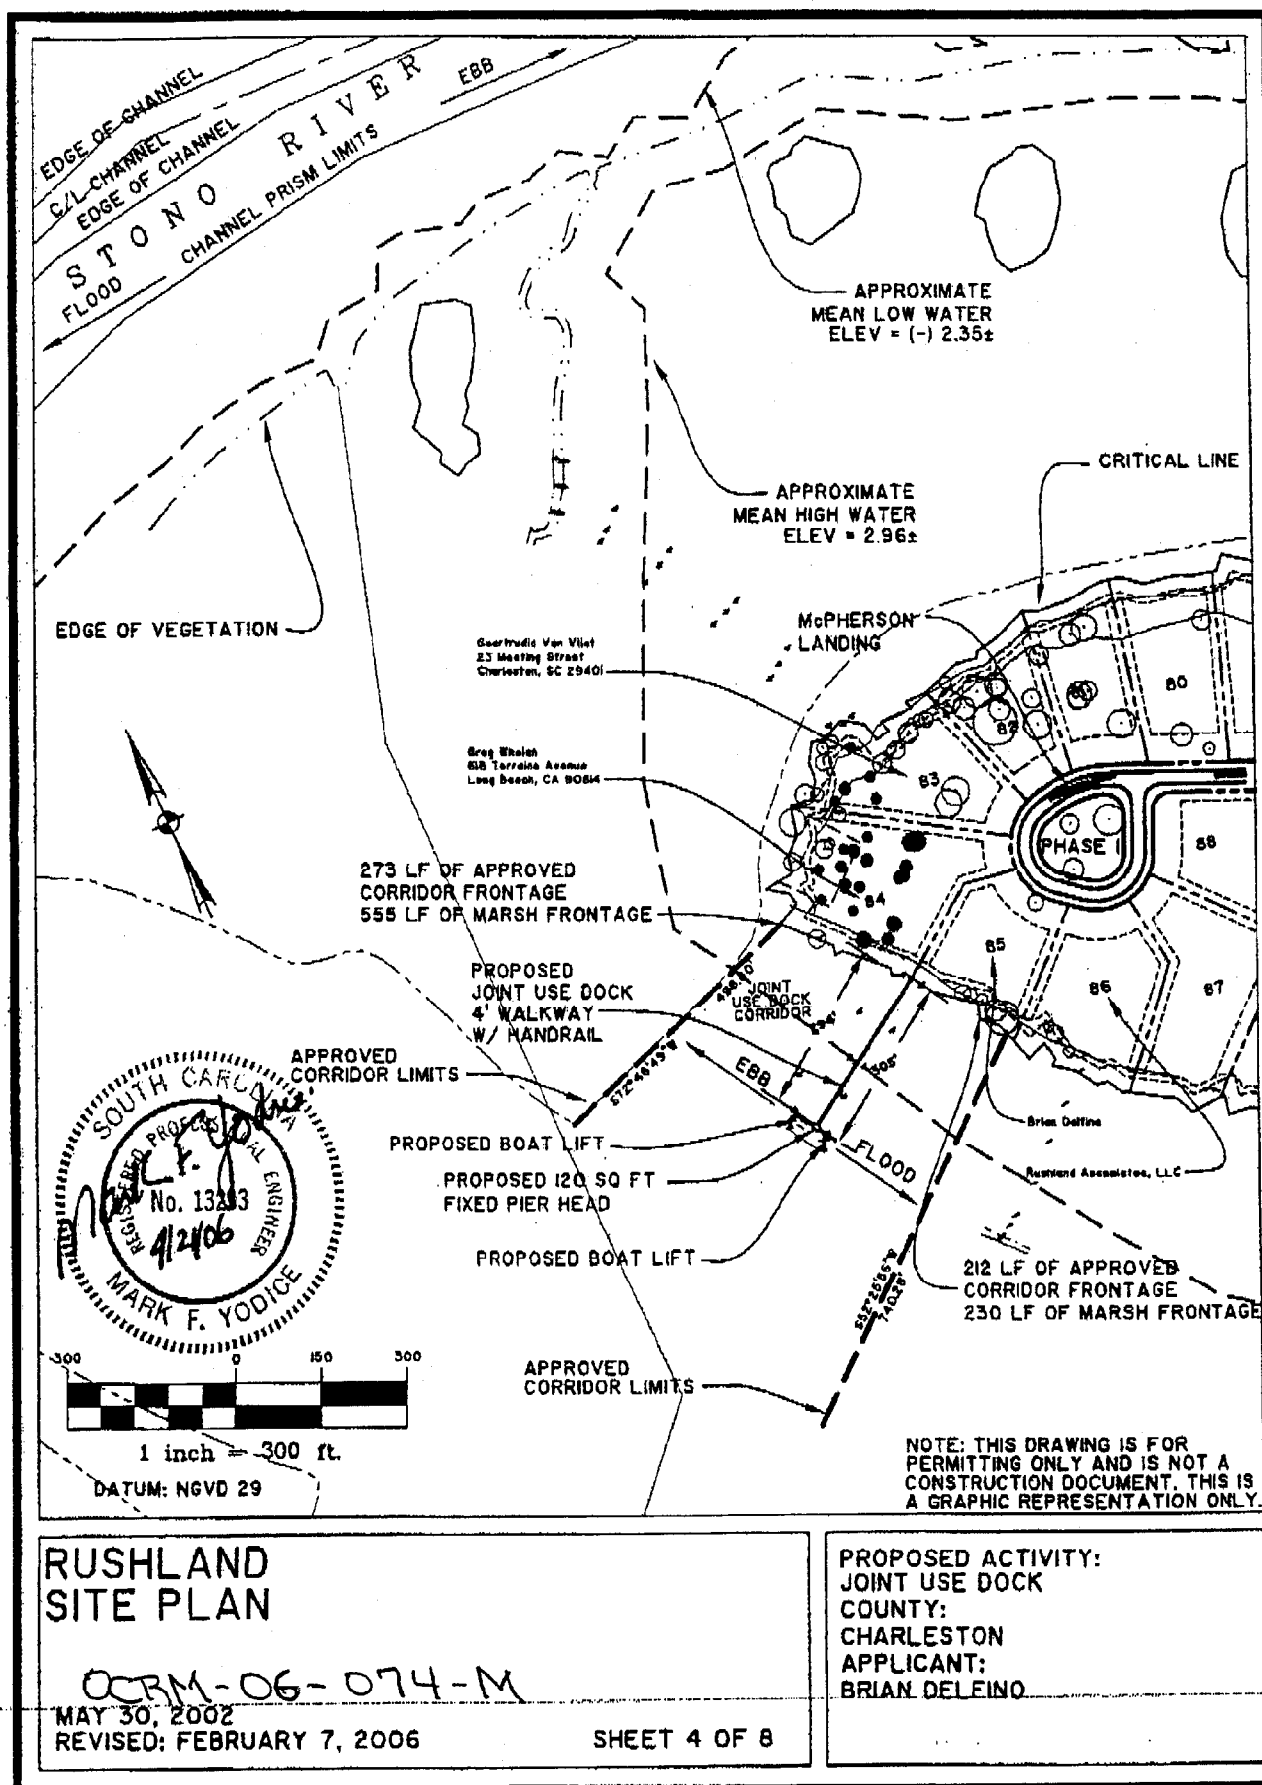 EDGE OF CHANNEL
C/L CHANNEL
EDGE OF CHANNEL
STONO RIVER
EBB
FLOOD
CHANNEL PRISM LIMITS
APPROXIMATE
MEAN LOW WATER
ELEV = (-) 2.35±
CRITICAL LINE
APPROXIMATE
MEAN HIGH WATER
ELEV = 2.96±
EDGE OF VEGETATION
McPHERSON
LANDING
Geertrudis Van Vliet
23 Meeting Street
Charleston, SC 29401
80
82
83
Greg Whelan
Terraine Avenue
Long Beach, CA 90814
PHASE 1
88
84
273 LF OF APPROVED
CORRIDOR FRONTAGE
555 LF OF MARSH FRONTAGE
85
86
87
PROPOSED
JOINT USE DOCK
4' WALKWAY
W/ HANDRAIL
JOINT
USE DOCK
CORRIDOR
305'
EBB
FLOOD
APPROVED
CORRIDOR LIMITS
S72°46'49"W
Brian Delfino
Rushland Associates, LLC
PROPOSED BOAT LIFT
PROPOSED 120 SQ FT
FIXED PIER HEAD
PROPOSED BOAT LIFT
212 LF OF APPROVED
CORRIDOR FRONTAGE
230 LF OF MARSH FRONTAGE
740.28'
APPROVED
CORRIDOR LIMITS
SOUTH CAROLINA
REGISTERED PROFESSIONAL ENGINEER
No. 13293
4/21/06
MARK F. YODICE
300 0 150 300
1 inch = 300 ft.
DATUM: NGVD 29
NOTE: THIS DRAWING IS FOR
PERMITTING ONLY AND IS NOT A
CONSTRUCTION DOCUMENT. THIS IS
A GRAPHIC REPRESENTATION ONLY.
RUSHLAND
SITE PLAN
OCRM-06-074-M
MAY 30, 2002
REVISED: FEBRUARY 7, 2006
SHEET 4 OF 8
PROPOSED ACTIVITY:
JOINT USE DOCK
COUNTY:
CHARLESTON
APPLICANT:
BRIAN DELFINO